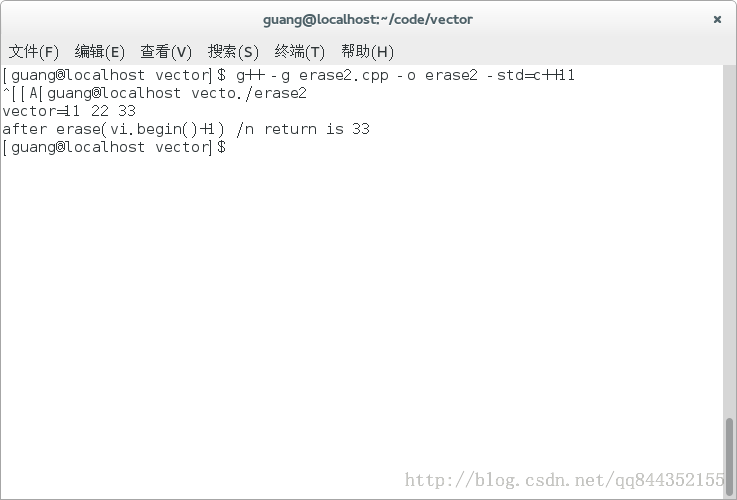 guang@localhost:~/code/vector
文件(F) 编辑(E) 查看(V) 搜索(S) 终端(T) 帮助(H)
[guang@localhost vector]$ g++ -g erase2.cpp -o erase2 -std=c++11
^[[A[guang@localhost vecto./erase2
vector=11 22 33
after erase(vi.begin()+1) /n return is 33
[guang@localhost vector]$
http://blog.csdn.net/qq844352155